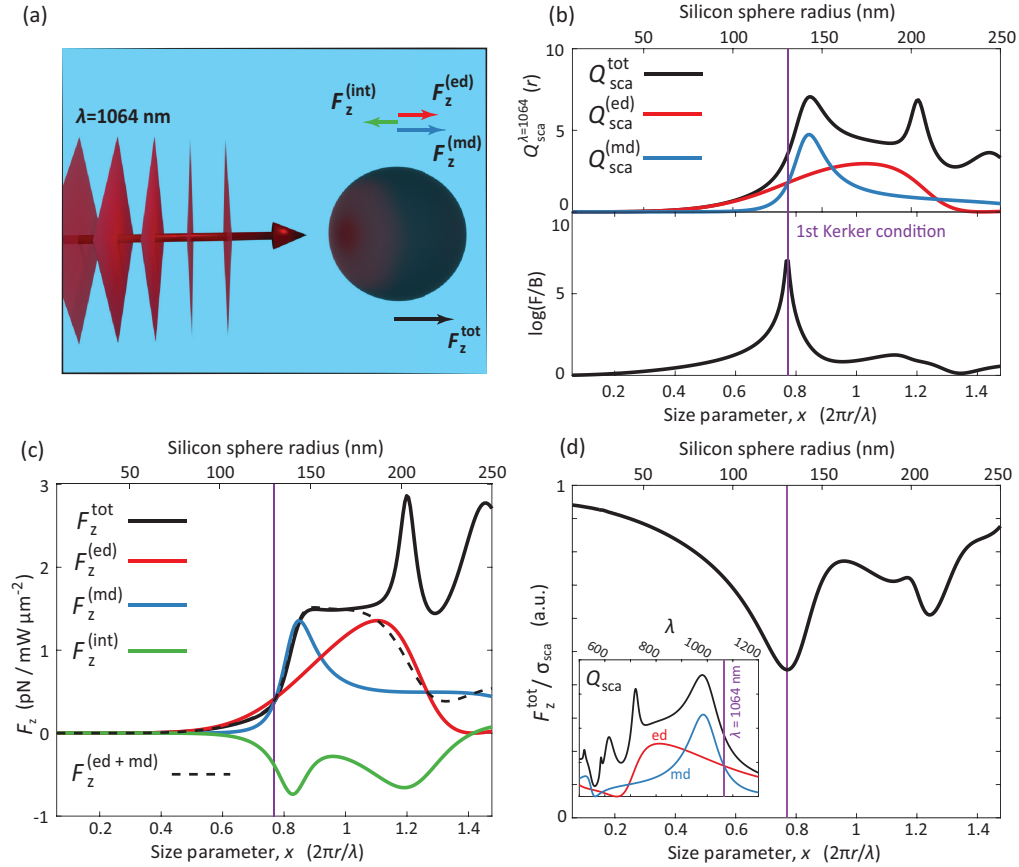 (a)
λ=1064 nm
F_z^(int)
F_z^(ed)
F_z^(md)
F_z^tot
(b)
Silicon sphere radius (nm)
50 100 150 200 250
10
5
0
Q_sca^λ=1064 (r)
Q_sca^tot
Q_sca^(ed)
Q_sca^(md)
1st Kerker condition
10
5
0
log(F/B)
0.2 0.4 0.6 0.8 1 1.2 1.4
Size parameter, x (2πr/λ)
(c)
Silicon sphere radius (nm)
50 100 150 200 250
3
2
1
0
-1
F_z (pN / mW μm⁻²)
F_z^tot
F_z^(ed)
F_z^(md)
F_z^(int)
F_z^(ed + md)
0.2 0.4 0.6 0.8 1 1.2 1.4
Size parameter, x (2πr/λ)
(d)
Silicon sphere radius (nm)
50 100 150 200 250
1
0
F_z^tot / σ_sca (a.u.)
λ
600 800 1000 1200
Q_sca
ed
md
λ = 1064 nm
0.2 0.4 0.6 0.8 1 1.2 1.4
Size parameter, x (2πr/λ)